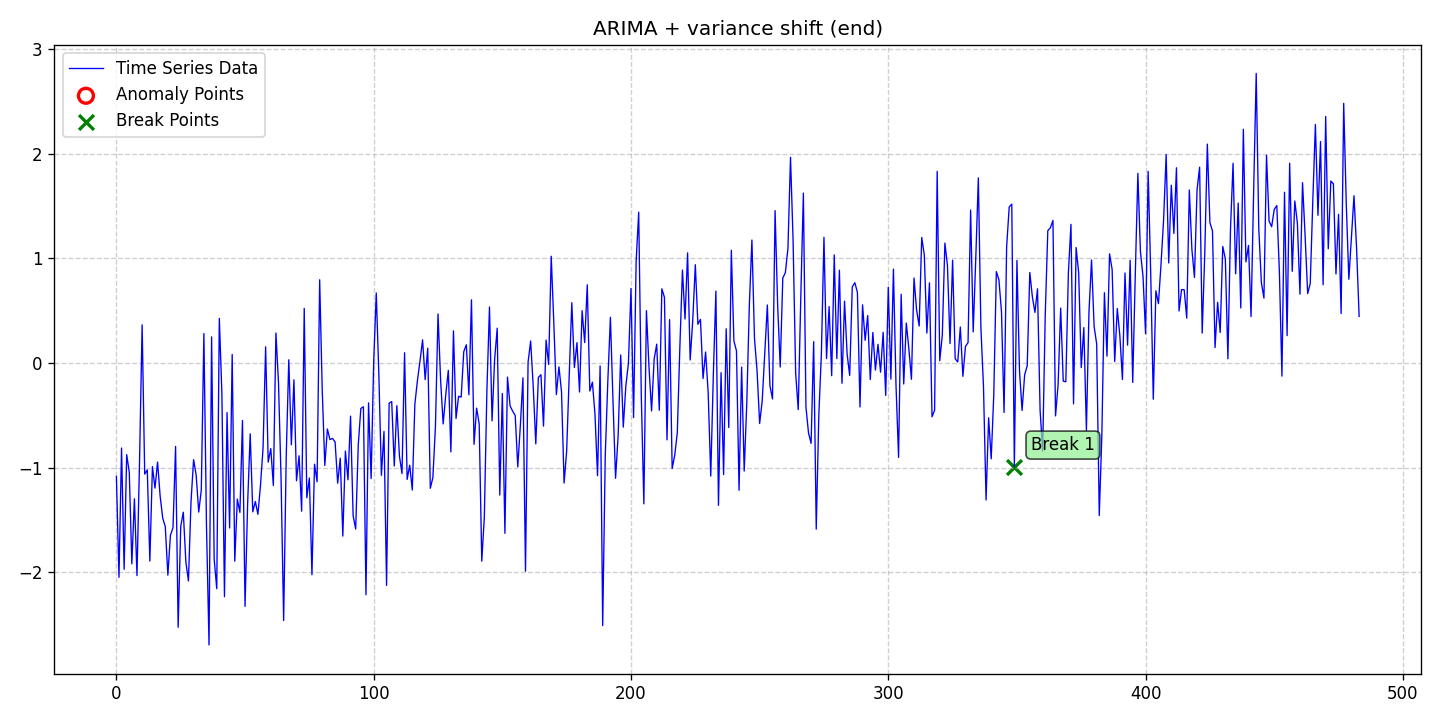 ARIMA + variance shift (end)
3
2
1
0
−1
−2
Time Series Data
Anomaly Points
Break Points
Break 1
0 100 200 300 400 500